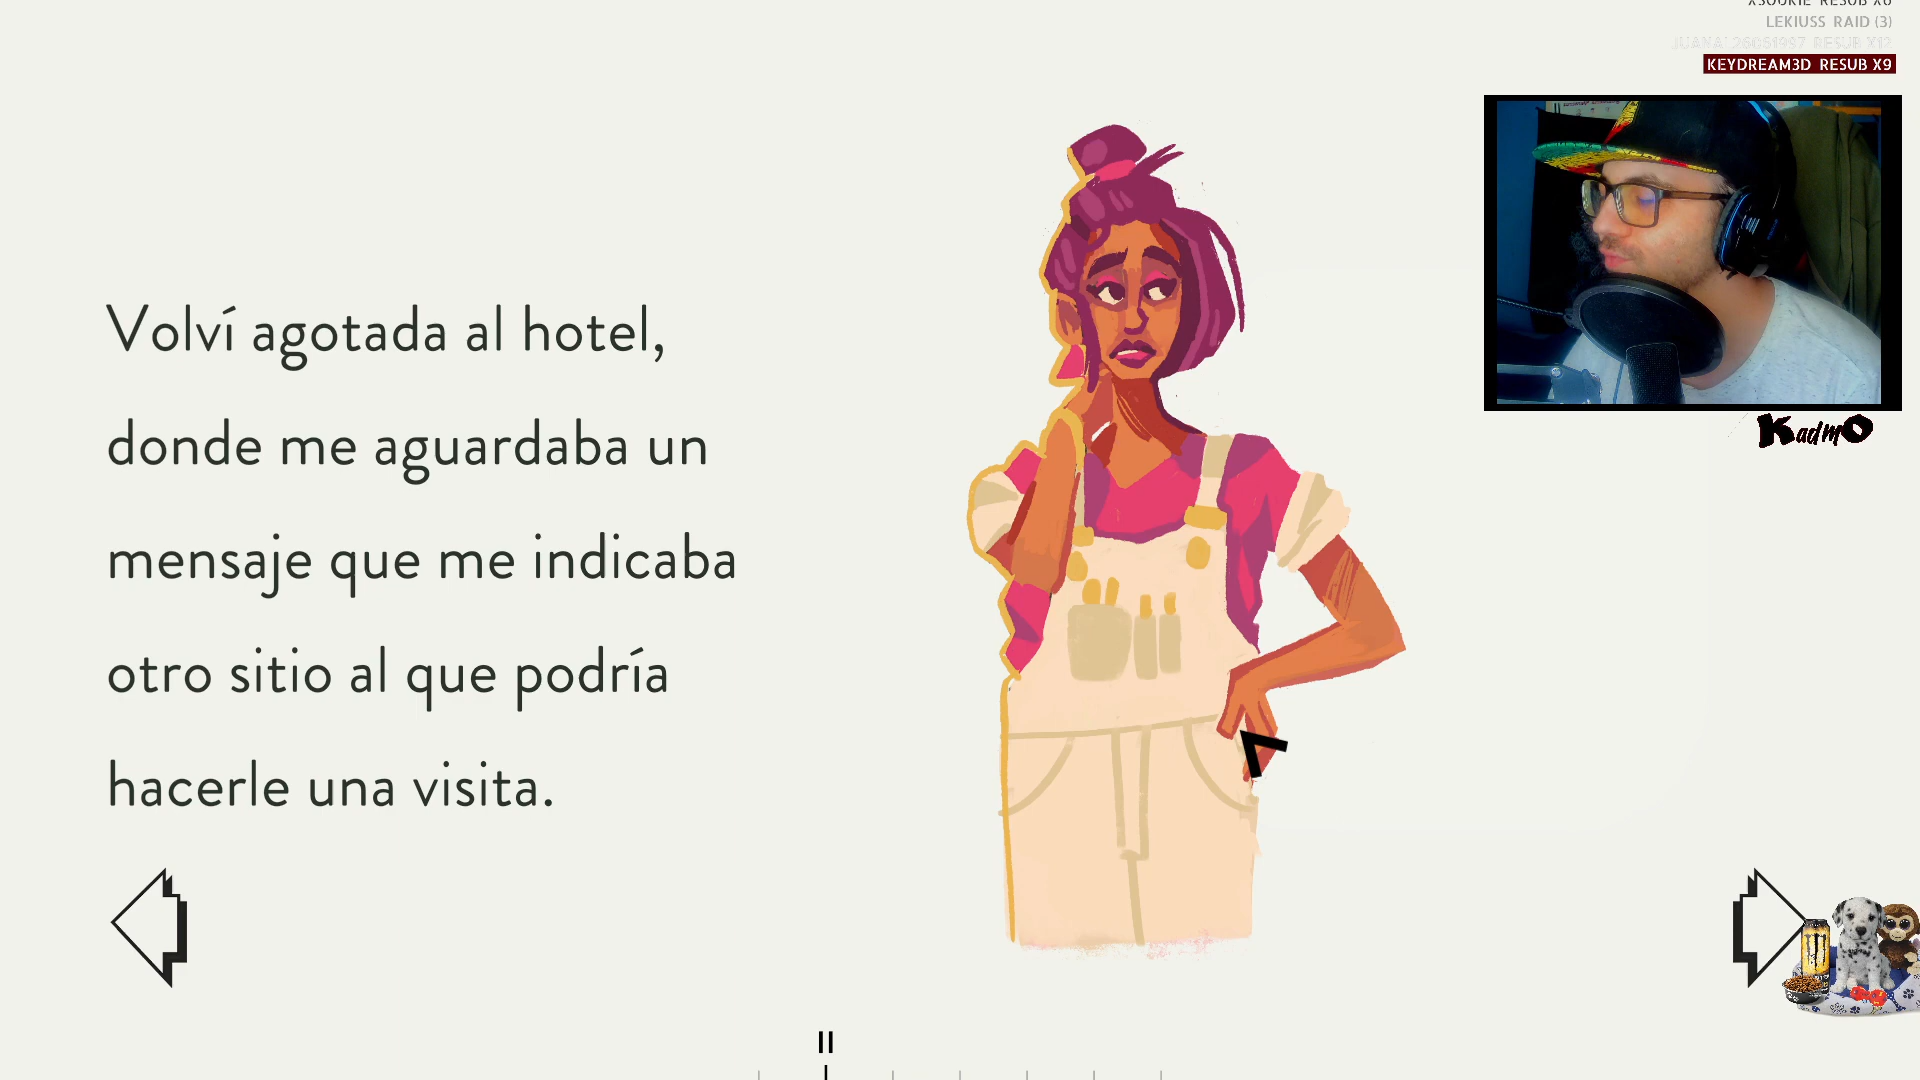 LEKIUSS RAID (3)
KEYDREAM3D RESUB X9
Kadmo
Volví agotada al hotel,
donde me aguardaba un
mensaje que me indicaba
otro sitio al que podría
hacerle una visita.
II